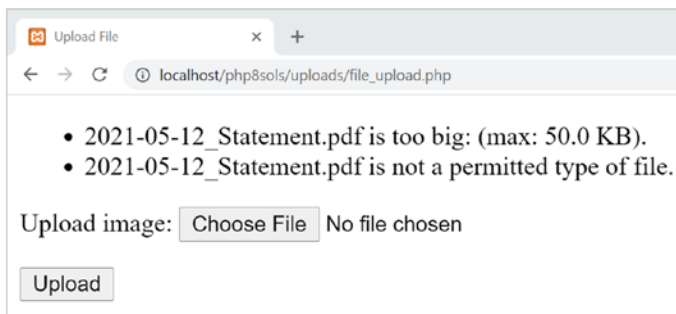 Upload File
localhost/php8sols/uploads/file_upload.php
• 2021-05-12_Statement.pdf is too big: (max: 50.0 KB).
• 2021-05-12_Statement.pdf is not a permitted type of file.
Upload image: Choose File No file chosen
Upload